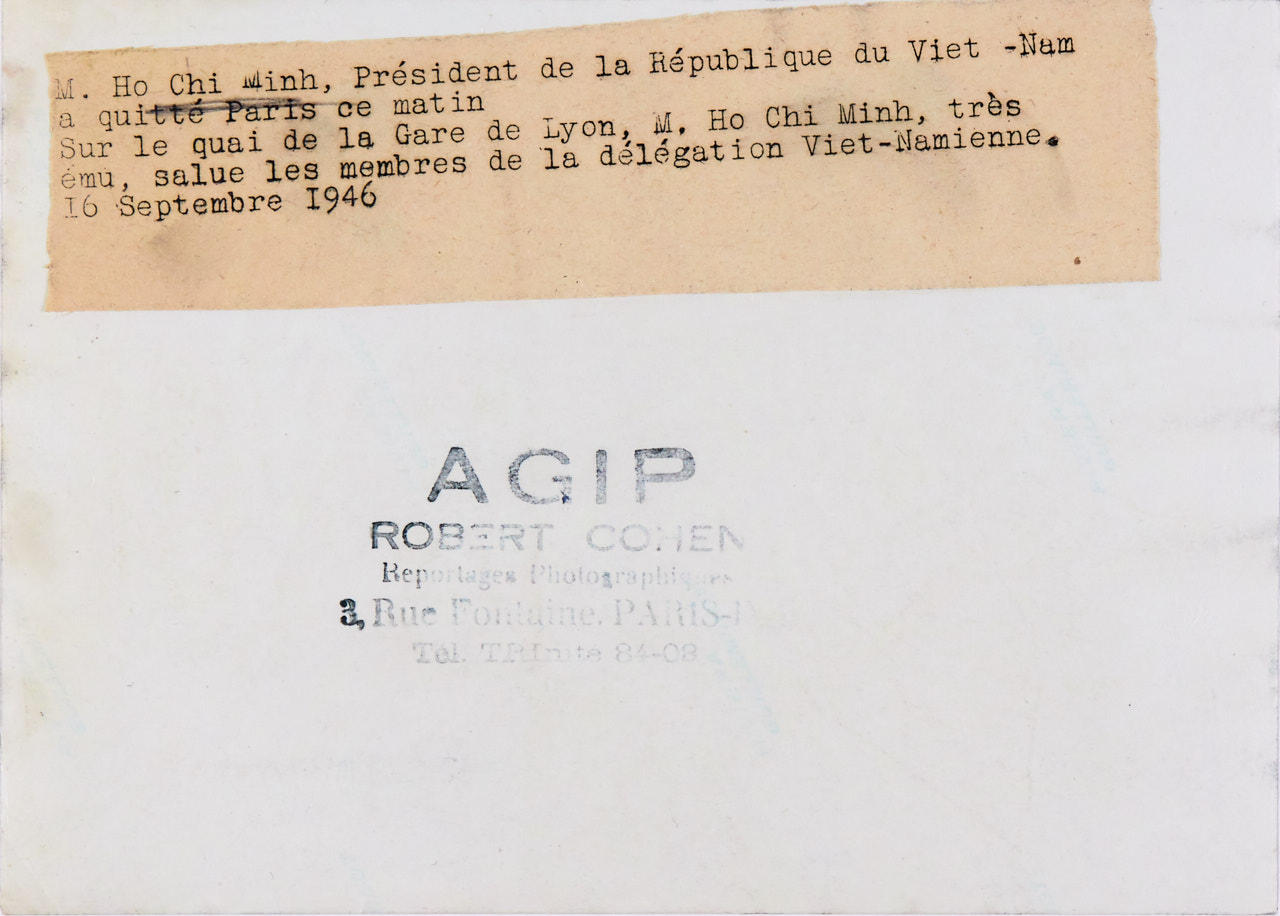 M. Ho Chi Minh, Président de la République du Viet -Nam
a quitté Paris ce matin
Sur le quai de la Gare de Lyon, M. Ho Chi Minh, très
ému, salue les membres de la délégation Viet-Namienne.
16 Septembre 1946
AGIP
ROBERT COHEN
Reportages Photographiques
3, Rue Fontaine. PARIS-
Tél. TRInité 84-08